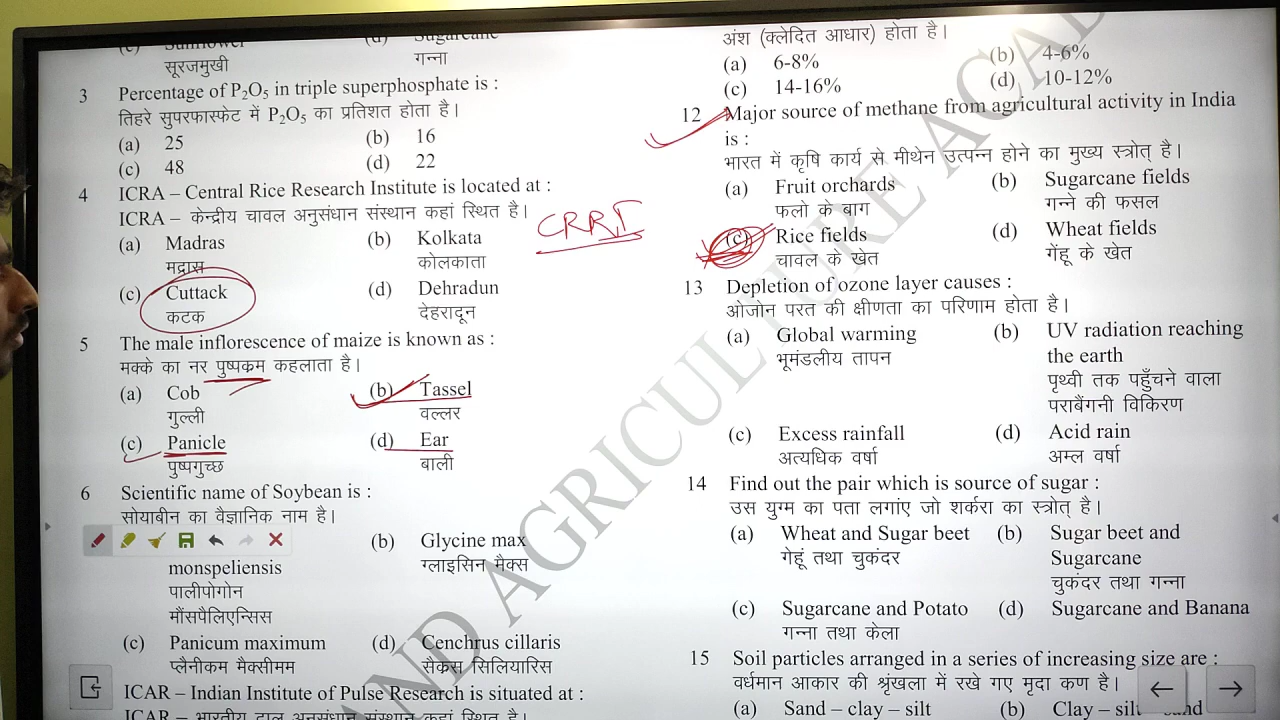 (c) Sunflower (d) Sugarcane
सूरजमुखी गन्ना
3 Percentage of P₂O₅ in triple superphosphate is :
तिहरे सुपरफास्फेट में P₂O₅ का प्रतिशत होता है।
(a) 25 (b) 16
(c) 48 (d) 22
4 ICRA – Central Rice Research Institute is located at :
ICRA – केन्द्रीय चावल अनुसंधान संस्थान कहां स्थित है।
CRRI
(a) Madras (b) Kolkata
मद्रास कोलकाता
(c) Cuttack (d) Dehradun
कटक देहरादून
5 The male inflorescence of maize is known as :
मक्के का नर पुष्पक्रम कहलाता है।
(a) Cob (b) Tassel
गुल्ली वल्लर
(c) Panicle (d) Ear
पुष्पगुच्छ बाली
6 Scientific name of Soybean is :
सोयाबीन का वैज्ञानिक नाम है।
(b) Glycine max
monspeliensis ग्लाइसिन मैक्स
पालीपोगोन
मौंसपैलिएन्सिस
(c) Panicum maximum (d) Cenchrus cillaris
प्लैनीकम मैक्सीमम सैकस सिलियारिस
ICAR – Indian Institute of Pulse Research is situated at :
ICAR – भारतीय दाल अनुसंधान संस्थान कहां स्थित है।
अंश (क्लेदित आधार) होता है।
(a) 6-8% (b) 4-6%
(c) 14-16% (d) 10-12%
12 Major source of methane from agricultural activity in India
is :
भारत में कृषि कार्य से मीथेन उत्पन्न होने का मुख्य स्त्रोत् है।
(a) Fruit orchards (b) Sugarcane fields
फलो के बाग गन्ने की फसल
(c) Rice fields (d) Wheat fields
चावल के खेत गेंहू के खेत
13 Depletion of ozone layer causes :
ओजोन परत की क्षीणता का परिणाम होता है।
(a) Global warming (b) UV radiation reaching
भूमंडलीय तापन the earth
पृथ्वी तक पहुँचने वाला
पराबैंगनी विकिरण
(c) Excess rainfall (d) Acid rain
अत्यधिक वर्षा अम्ल वर्षा
14 Find out the pair which is source of sugar :
उस युग्म का पता लगांए जो शर्करा का स्त्रोत् है।
(a) Wheat and Sugar beet (b) Sugar beet and
गेहूं तथा चुकंदर Sugarcane
चुकंदर तथा गन्ना
(c) Sugarcane and Potato (d) Sugarcane and Banana
गन्ना तथा केला
15 Soil particles arranged in a series of increasing size are :
वर्धमान आकार की श्रृंखला में रखे गए मृदा कण है।
(a) Sand – clay – silt (b) Clay – silt
AND AGRICULTURE